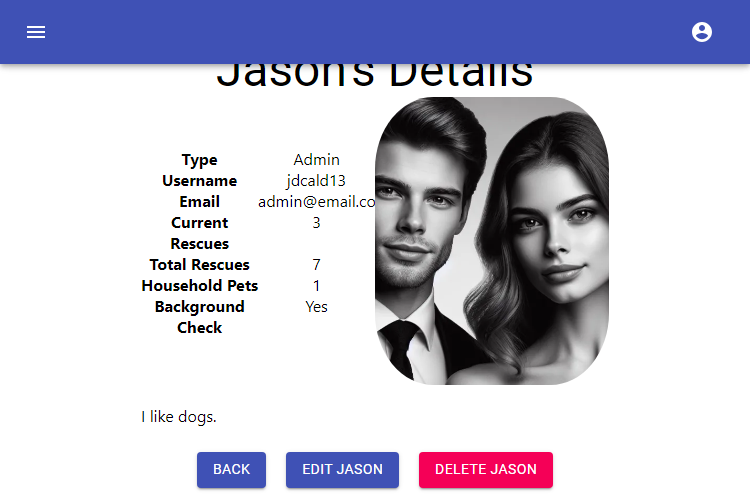 Jason's Details
Type Admin
Username jdcald13
Email admin@email.co
Current 3
Rescues
Total Rescues 7
Household Pets 1
Background Yes
Check
I like dogs.
BACK EDIT JASON DELETE JASON